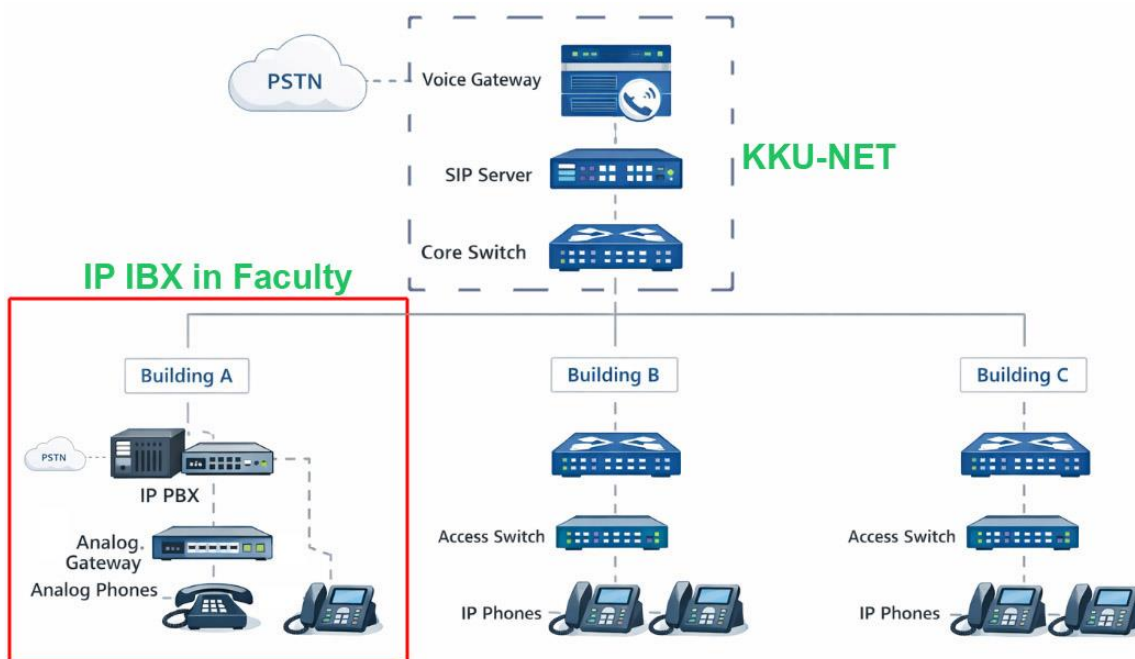 PSTN
Voice Gateway
KKU-NET
SIP Server
Core Switch
IP IBX in Faculty
Building A
Building B
Building C
PSTN
IP PBX
Analog
Gateway
Access Switch
Access Switch
Analog Phones
IP Phones
IP Phones